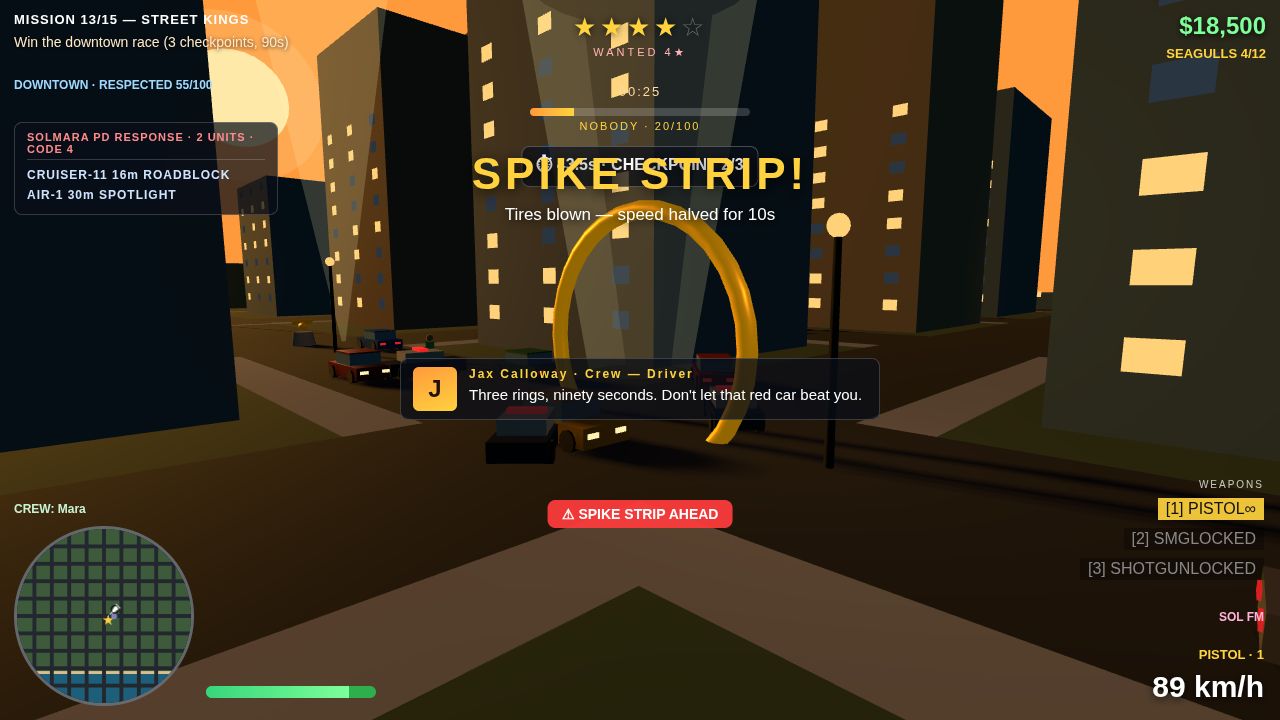 MISSION 13/15 — STREET KINGS
Win the downtown race (3 checkpoints, 90s)
DOWNTOWN · RESPECTED 55/100
SOLMARA PD RESPONSE · 2 UNITS ·
CODE 4
CRUISER-11 16m ROADBLOCK
AIR-1 30m SPOTLIGHT
★★★★☆
WANTED 4★
00:25
NOBODY · 20/100
SPIKE STRIP!
Tires blown — speed halved for 10s
$18,500
SEAGULLS 4/12
J
Jax Calloway · Crew — Driver
Three rings, ninety seconds. Don't let that red car beat you.
⚠ SPIKE STRIP AHEAD
CREW: Mara
WEAPONS
[1] PISTOL∞
[2] SMGLOCKED
[3] SHOTGUNLOCKED
SOL FM
PISTOL · 1
89 km/h